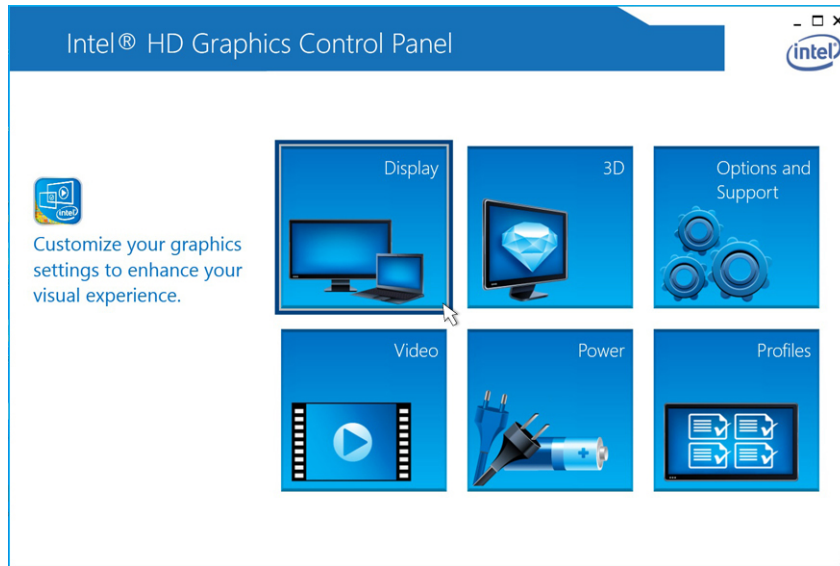 Intel® HD Graphics Control Panel
intel
Display
3D
Options and
Support
intel
Customize your graphics
settings to enhance your
visual experience.
Video
Power
Profiles